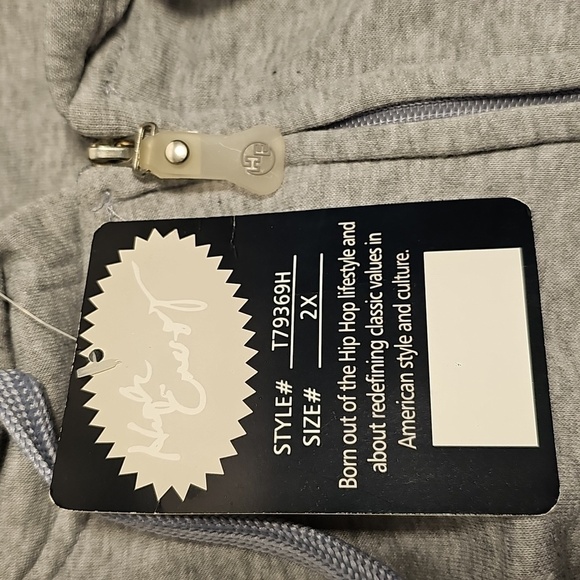 STYLE# T79369H
SIZE# 2X
Born out of the Hip Hop lifestyle and
about redefining classic values in
American style and culture.